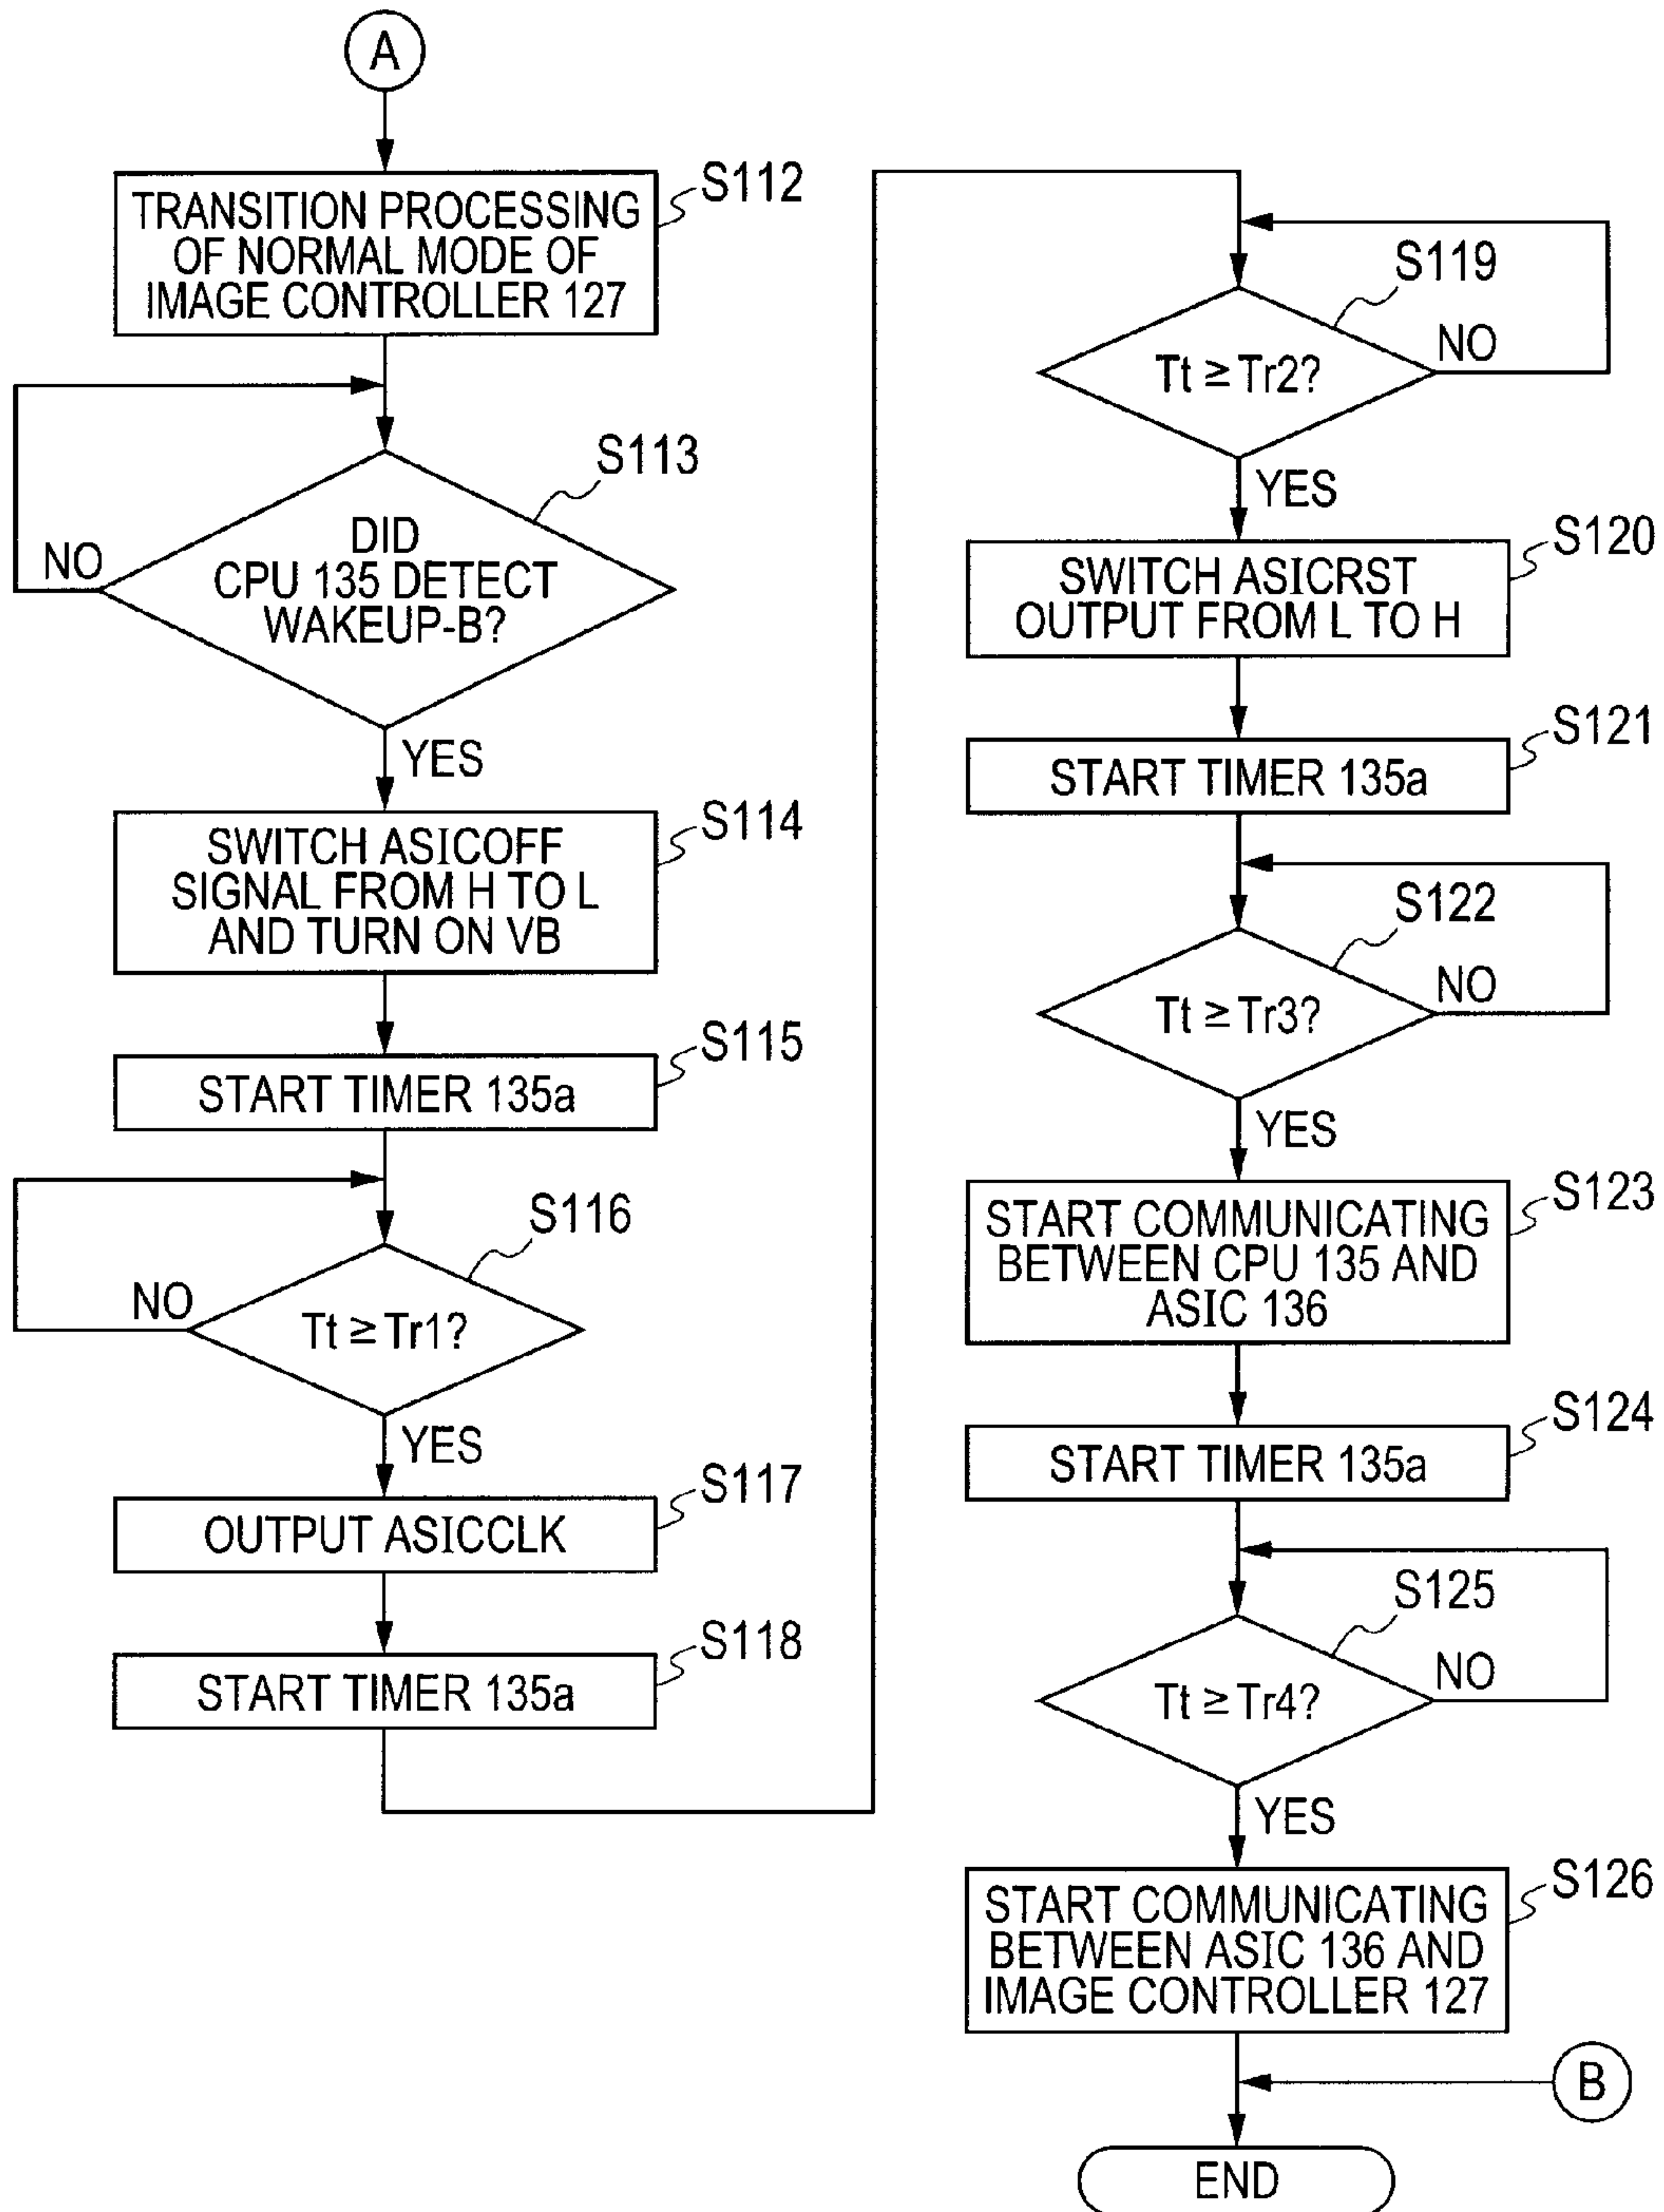 A
S112
TRANSITION PROCESSING
OF NORMAL MODE OF
IMAGE CONTROLLER 127
S113
DID
CPU 135 DETECT
WAKEUP-B?
NO
YES
S114
SWITCH ASICOFF
SIGNAL FROM H TO L
AND TURN ON VB
S115
START TIMER 135a
S116
Tt ≥ Tr1?
NO
YES
S117
OUTPUT ASICCLK
S118
START TIMER 135a
S119
Tt ≥ Tr2?
NO
YES
S120
SWITCH ASICRST
OUTPUT FROM L TO H
S121
START TIMER 135a
S122
Tt ≥ Tr3?
NO
YES
S123
START COMMUNICATING
BETWEEN CPU 135 AND
ASIC 136
S124
START TIMER 135a
S125
Tt ≥ Tr4?
NO
YES
S126
START COMMUNICATING
BETWEEN ASIC 136 AND
IMAGE CONTROLLER 127
B
END